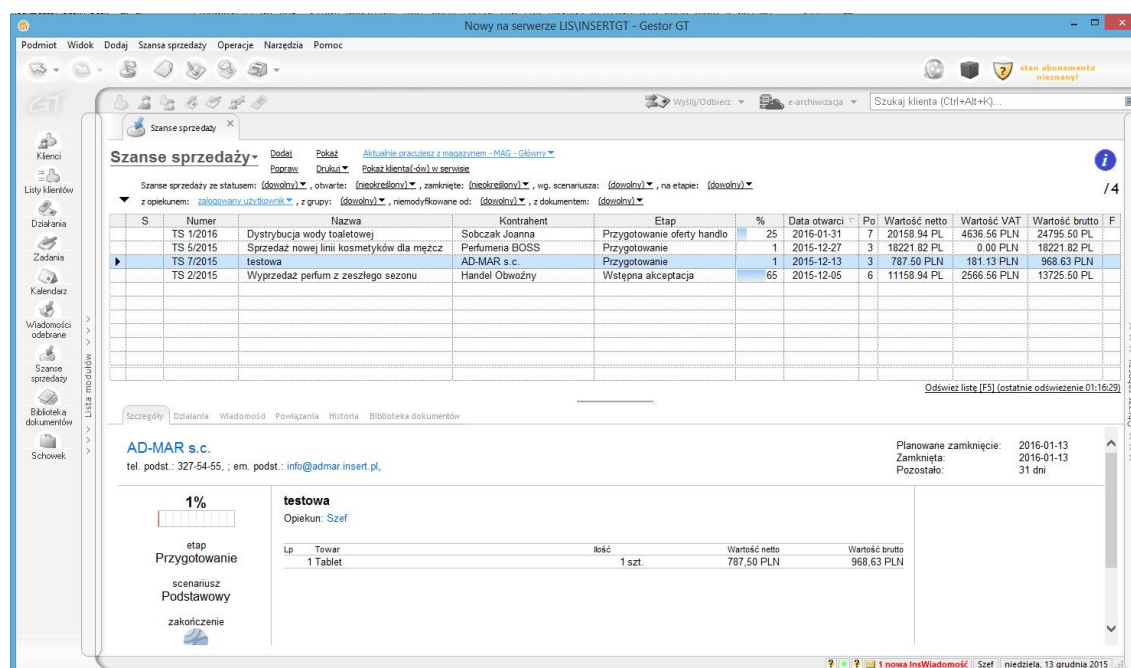 Nowy na serwerze LIS\INSERTGT - Gestor GT
Podmiot Widok Dodaj Szansa sprzedaży Operacje Narzędzia Pomoc
stan abonamentu
nieznany!
GT
Wyślij/Odbierz e-archiwizacja Szukaj klienta (Ctrl+Alt+K)...
Szanse sprzedaży
Klienci
Listy klientów
Działania
Zadania
Kalendarz
Wiadomości
odebrane
Szanse
sprzedaży
Biblioteka
dokumentów
Schowek
Lista modułów
Szanse sprzedaży
Dodaj Pokaż Aktualnie pracujesz z magazynem - MAG - Główny
Popraw Drukuj Pokaż klienta(-ów) w serwisie
Szanse sprzedaży ze statusem: (dowolny) , otwarte: (nieokreślony) , zamknięte: (nieokreślony) , wg. scenariusza: (dowolny) , na etapie: (dowolny)
z opiekunem: zalogowany użytkownik , z grupy: (dowolny) , niemodyfikowane od: (dowolny) , z dokumentem: (dowolny)
/4
S Numer Nazwa Kontrahent Etap % Data otwarci Po Wartość netto Wartość VAT Wartość brutto F
TS 1/2016 Dystrybucja wody toaletowej Sobczak Joanna Przygotowanie oferty handlo 25 2016-01-31 7 20158.94 PL 4636.56 PLN 24795.50 PL
TS 5/2015 Sprzedaż nowej linii kosmetyków dla mężcz Perfumeria BOSS Przygotowanie 1 2015-12-27 3 18221.82 PL 0.00 PLN 18221.82 PL
TS 7/2015 testowa AD-MAR s.c. Przygotowanie 1 2015-12-13 3 787.50 PLN 181.13 PLN 968.63 PLN
TS 2/2015 Wyprzedaż perfum z zeszłego sezonu Handel Obwoźny Wstępna akceptacja 65 2015-12-05 6 11158.94 PL 2566.56 PLN 13725.50 PL
Odśwież listę [F5] (ostatnie odświeżenie 01:16:29)
Szczegóły Działania Wiadomości Powiązania Historia Biblioteka dokumentów
AD-MAR s.c.
tel. podst.: 327-54-55, ; em. podst.: info@admar.insert.pl,
Planowane zamknięcie: 2016-01-13
Zamknięta: 2016-01-13
Pozostało: 31 dni
1%
etap
Przygotowanie
scenariusz
Podstawowy
zakończenie
testowa
Opiekun: Szef
Lp Towar Ilość Wartość netto Wartość brutto
1 Tablet 1 szt. 787,50 PLN 968,63 PLN
1 nowa InsWiadomość Szef niedziela, 13 grudnia 2015